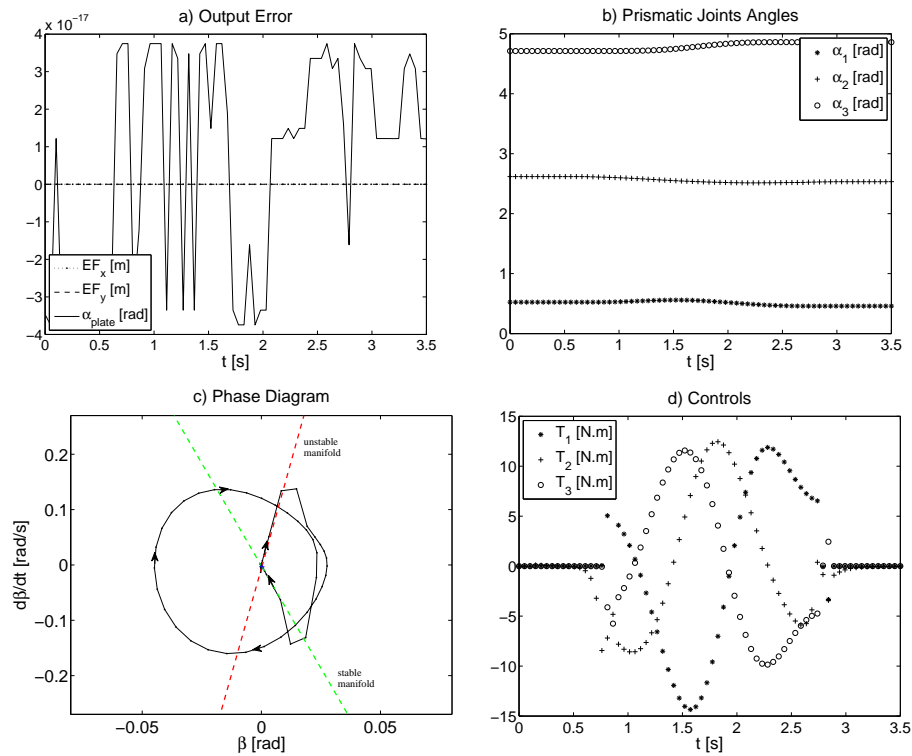 a) Output Error
x 10⁻¹⁷
4
3
2
1
0
−1
−2
−3
−4
EF_x [m]
EF_y [m]
α_plate [rad]
0 0.5 1 1.5 2 2.5 3 3.5
t [s]
b) Prismatic Joints Angles
5
4
3
2
1
0
α_1 [rad]
α_2 [rad]
α_3 [rad]
0 0.5 1 1.5 2 2.5 3 3.5
t [s]
c) Phase Diagram
0.2
0.1
0
−0.1
−0.2
dβ/dt [rad/s]
unstable
manifold
stable
manifold
−0.05 0 0.05
β [rad]
d) Controls
15
10
5
0
−5
−10
−15
T_1 [N.m]
T_2 [N.m]
T_3 [N.m]
0 0.5 1 1.5 2 2.5 3 3.5
t [s]